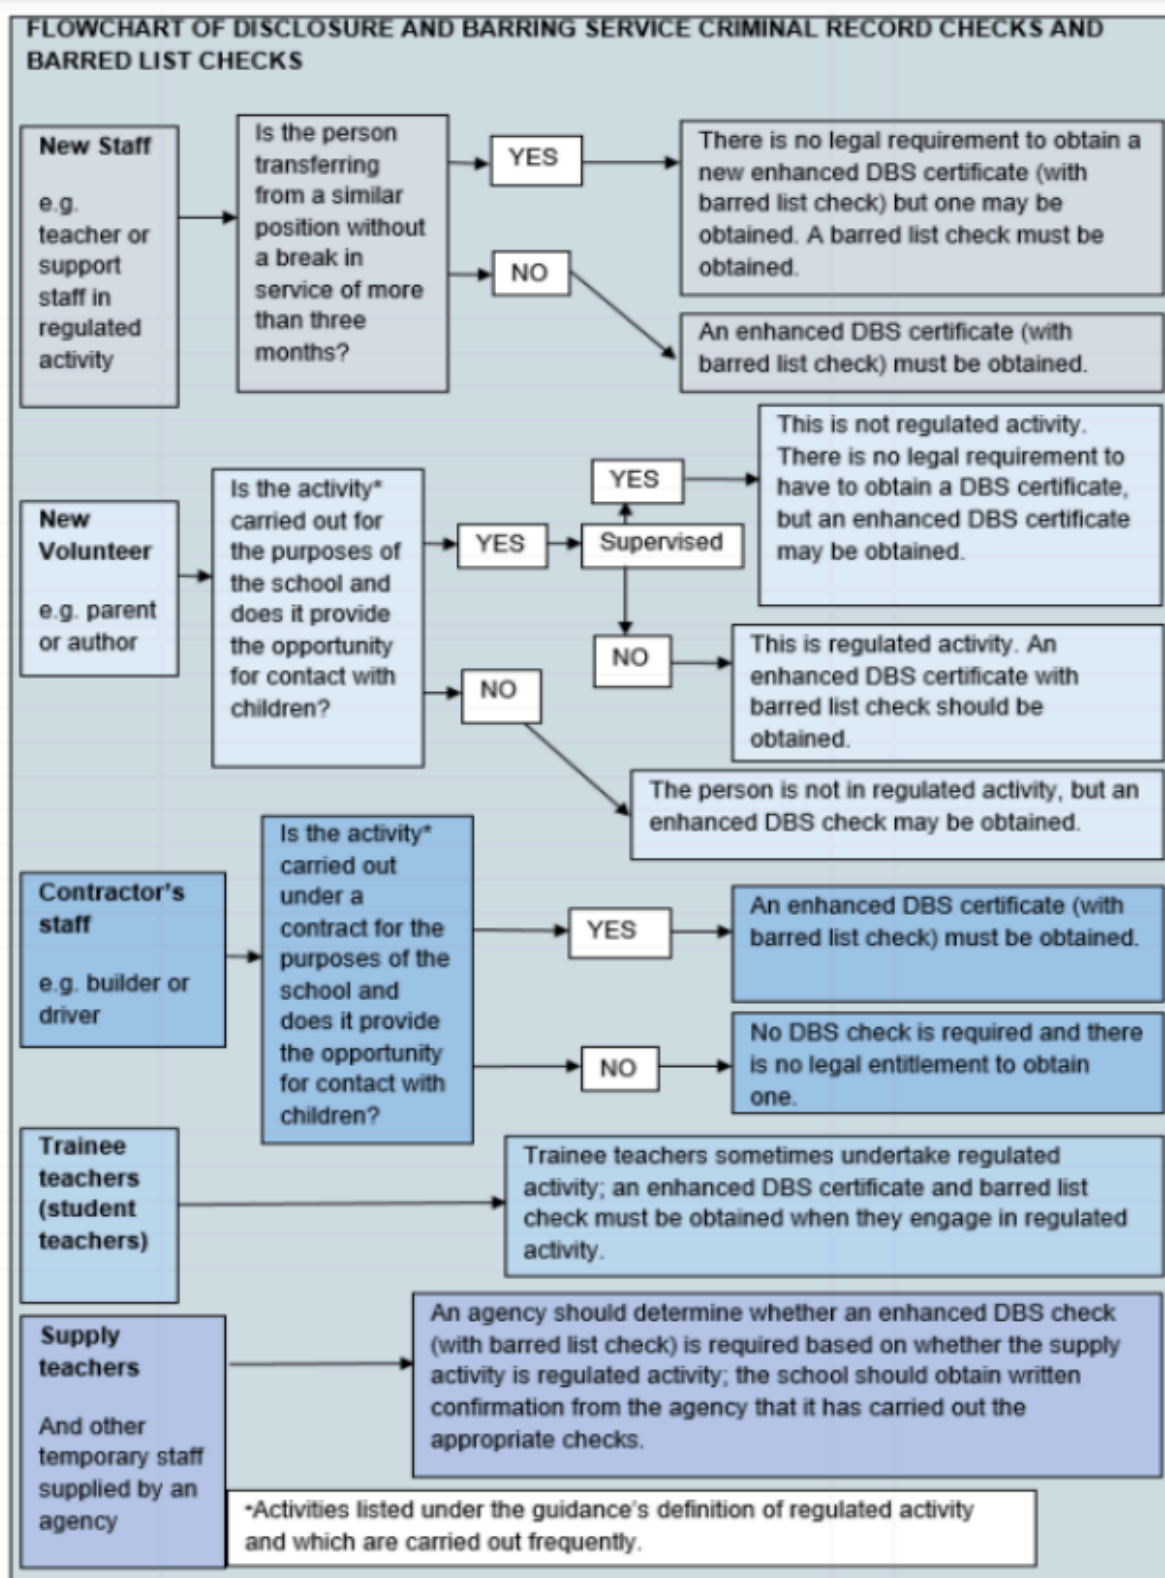 FLOWCHART OF DISCLOSURE AND BARRING SERVICE CRIMINAL RECORD CHECKS AND
BARRED LIST CHECKS
New Staff
e.g.
teacher or
support
staff in
regulated
activity
Is the person
transferring
from a similar
position without
a break in
service of more
than three
months?
YES
There is no legal requirement to obtain a
new enhanced DBS certificate (with
barred list check) but one may be
obtained. A barred list check must be
obtained.
NO
An enhanced DBS certificate (with
barred list check) must be obtained.
New
Volunteer
e.g. parent
or author
Is the activity*
carried out for
the purposes of
the school and
does it provide
the opportunity
for contact with
children?
YES
Supervised
YES
This is not regulated activity.
There is no legal requirement to
have to obtain a DBS certificate,
but an enhanced DBS certificate
may be obtained.
NO
This is regulated activity. An
enhanced DBS certificate with
barred list check should be
obtained.
NO
The person is not in regulated activity, but an
enhanced DBS check may be obtained.
Contractor's
staff
e.g. builder or
driver
Is the activity*
carried out
under a
contract for the
purposes of the
school and
does it provide
the opportunity
for contact with
children?
YES
An enhanced DBS certificate (with
barred list check) must be obtained.
NO
No DBS check is required and there
is no legal entitlement to obtain
one.
Trainee
teachers
(student
teachers)
Trainee teachers sometimes undertake regulated
activity; an enhanced DBS certificate and barred list
check must be obtained when they engage in regulated
activity.
Supply
teachers
And other
temporary staff
supplied by an
agency
An agency should determine whether an enhanced DBS check
(with barred list check) is required based on whether the supply
activity is regulated activity; the school should obtain written
confirmation from the agency that it has carried out the
appropriate checks.
*Activities listed under the guidance's definition of regulated activity
and which are carried out frequently.